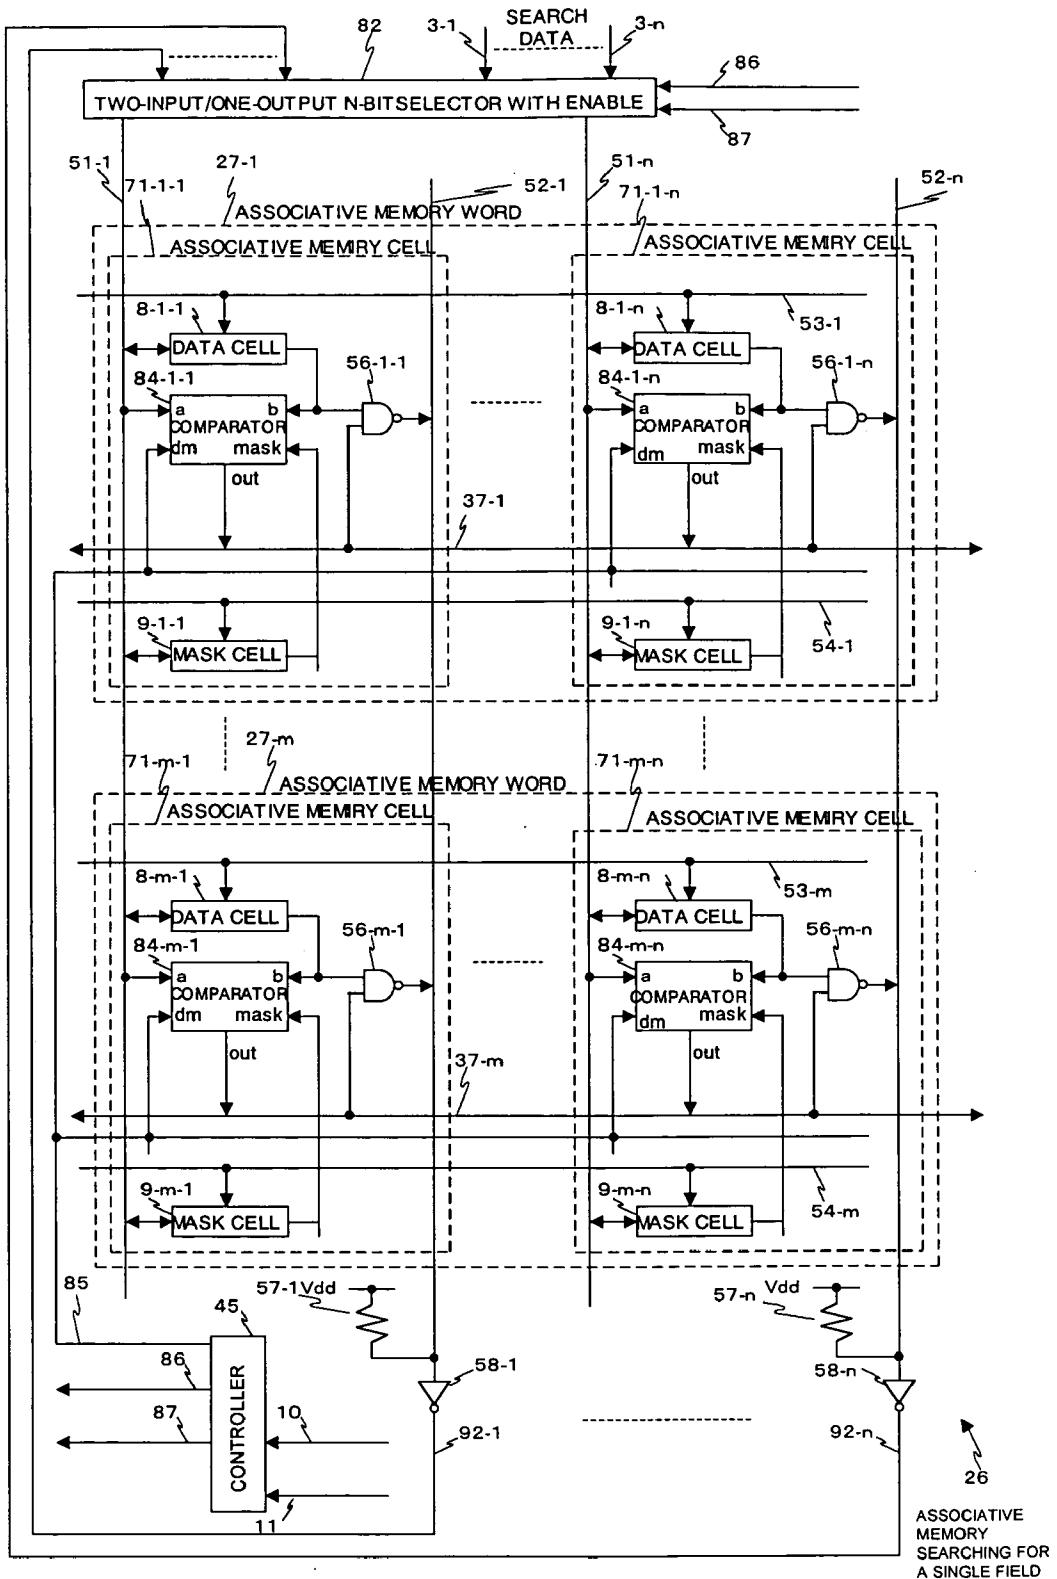 82
3-1
SEARCH DATA
3-n
TWO-INPUT/ONE-OUTPUT N-BITSELECTOR WITH ENABLE
86
87
51-1
71-1-1
27-1
52-1
51-n
71-1-n
52-n
ASSOCIATIVE MEMORY WORD
ASSOCIATIVE MEMIRY CELL
ASSOCIATIVE MEMIRY CELL
8-1-1
8-1-n
53-1
DATA CELL
DATA CELL
84-1-1
56-1-1
84-1-n
56-1-n
a b
COMPARATOR
dm mask
out
a b
COMPARATOR
dm mask
out
37-1
9-1-1
9-1-n
54-1
MASK CELL
MASK CELL
71-m-1
27-m
71-m-n
ASSOCIATIVE MEMORY WORD
ASSOCIATIVE MEMIRY CELL
ASSOCIATIVE MEMIRY CELL
8-m-1
8-m-n
53-m
DATA CELL
DATA CELL
84-m-1
56-m-1
84-m-n
56-m-n
a b
COMPARATOR
dm mask
out
a b
COMPARATOR
dm mask
out
37-m
9-m-1
9-m-n
54-m
MASK CELL
MASK CELL
85
45
57-1
Vdd
57-n
Vdd
86
87
CONTROLLER
10
11
58-1
58-n
92-1
92-n
26
ASSOCIATIVE
MEMORY
SEARCHING FOR
A SINGLE FIELD